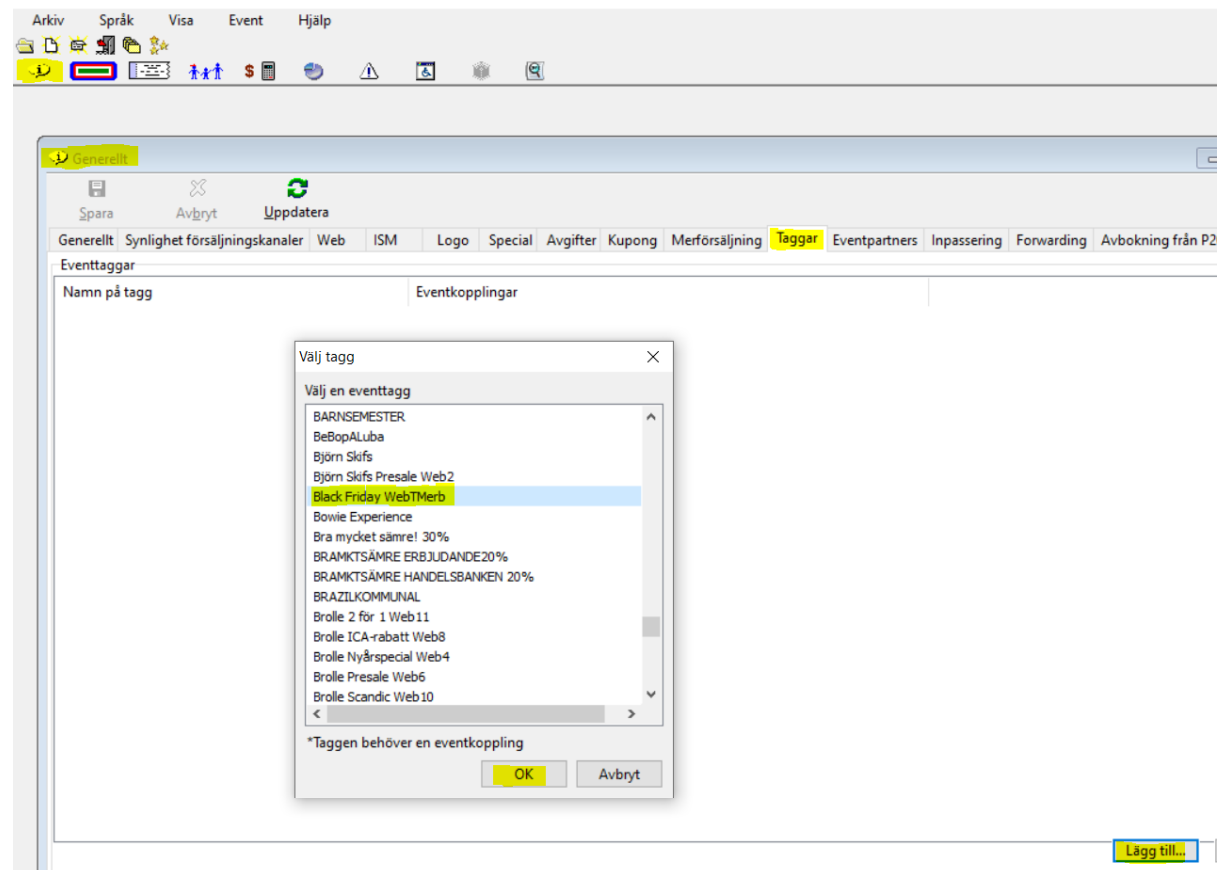 Arkiv Språk Visa Event Hjälp
$
Generellt
Spara Avbryt Uppdatera
Generellt Synlighet försäljningskanaler Web ISM Logo Special Avgifter Kupong Merförsäljning Taggar Eventpartners Inpassering Forwarding Avbokning från P2
Eventtaggar
Namn på tagg Eventkopplingar
Välj tagg
Välj en eventtagg
BARNSEMESTER
BeBopALuba
Björn Skifs
Björn Skifs Presale Web2
Black Friday WebTMerb
Bowie Experience
Bra mycket sämre! 30%
BRAMKTSÄMRE ERBJUDANDE20%
BRAMKTSÄMRE HANDELSBANKEN 20%
BRAZILKOMMUNAL
Brolle 2 för 1 Web11
Brolle ICA-rabatt Web8
Brolle Nyårspecial Web4
Brolle Presale Web6
Brolle Scandic Web10
*Taggen behöver en eventkoppling
OK Avbryt
Lägg till...